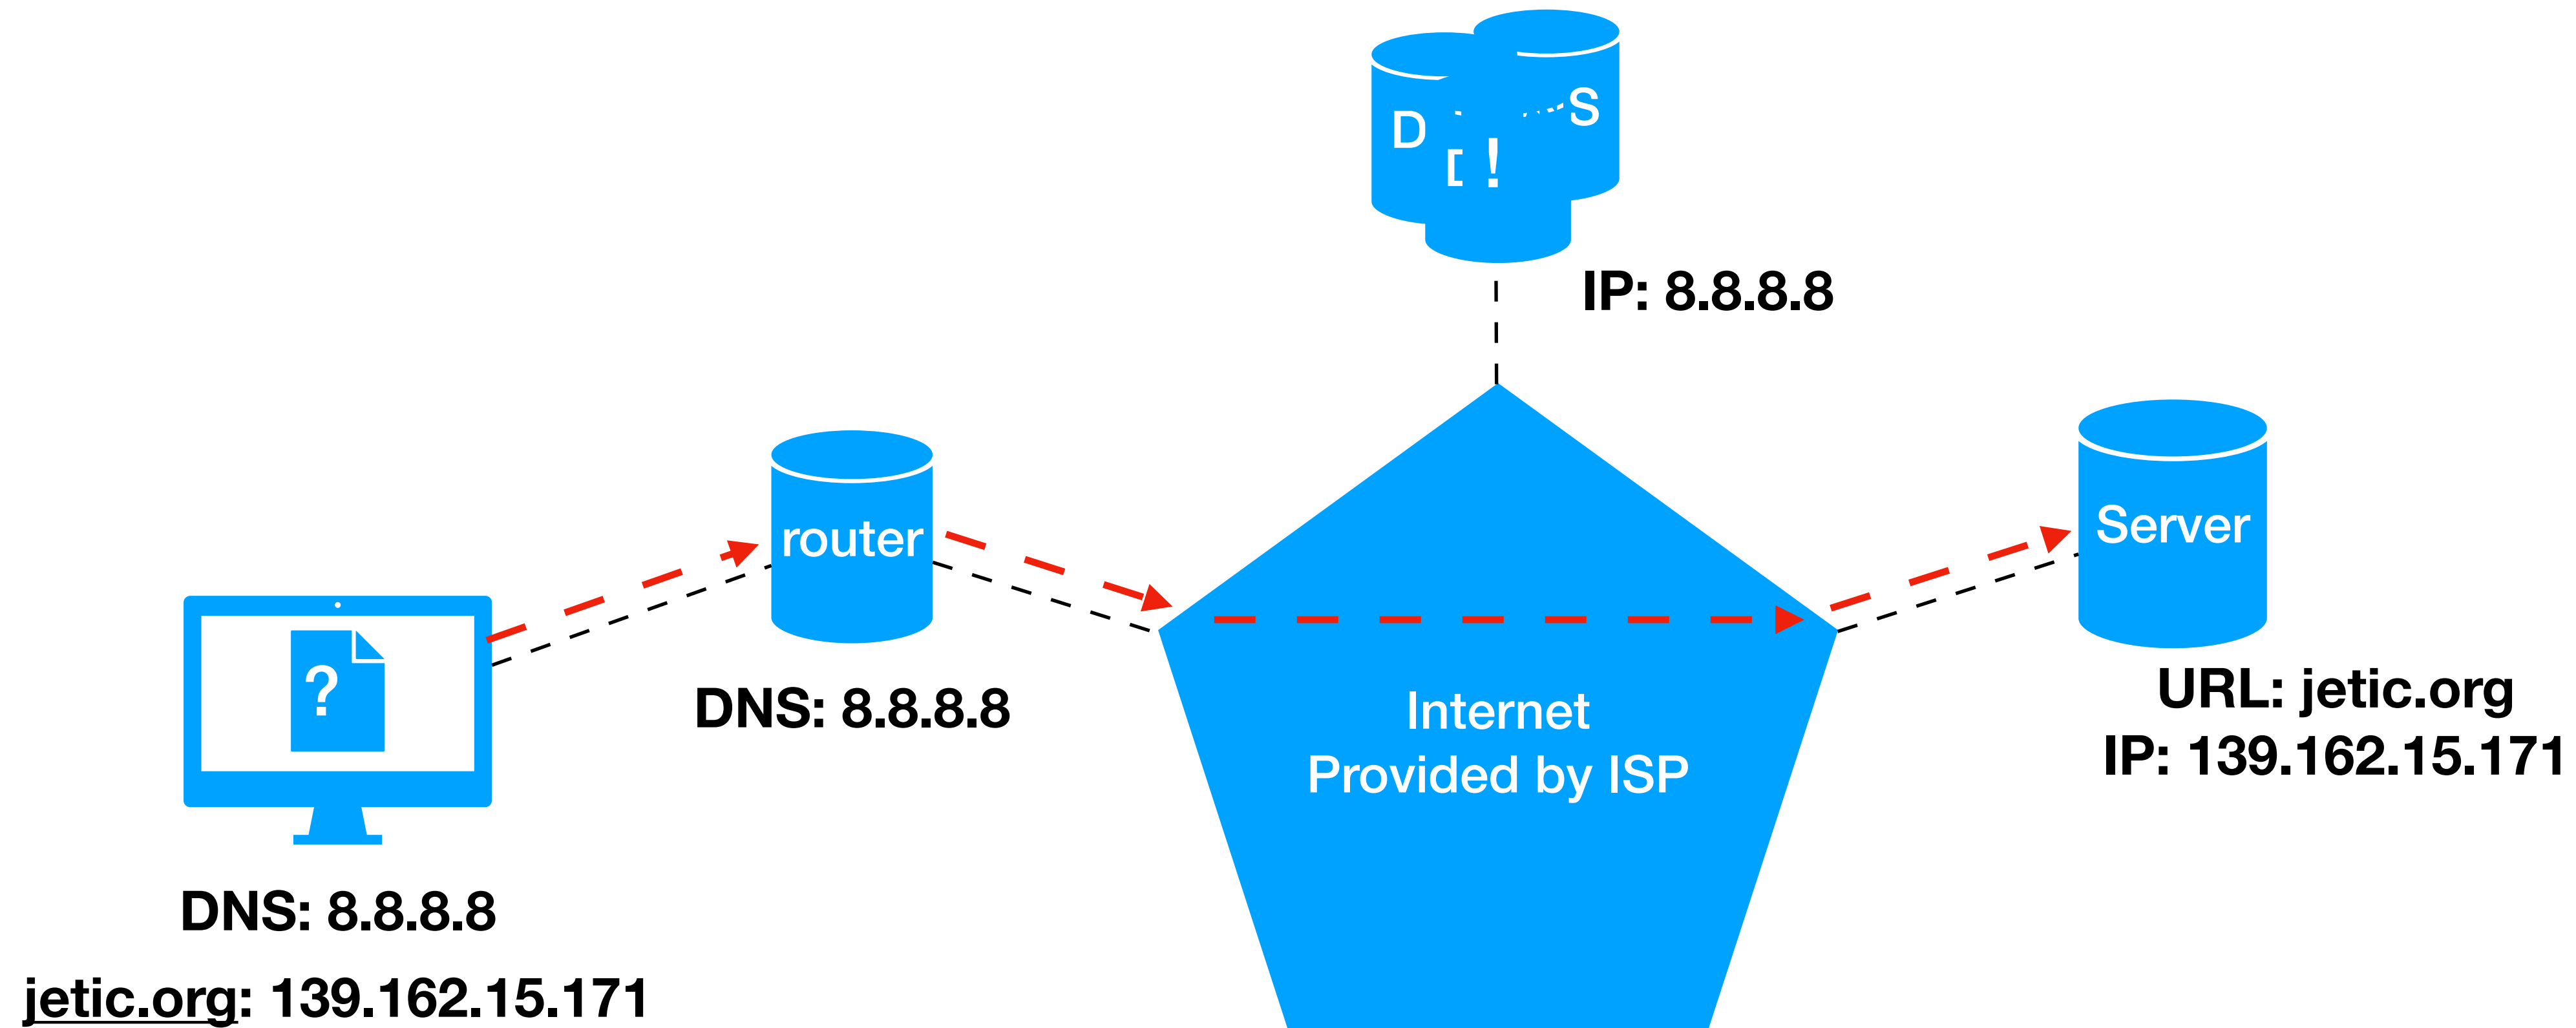 D
S
!
IP: 8.8.8.8
router
Server
?
DNS: 8.8.8.8
Internet
Provided by ISP
URL: jetic.org
IP: 139.162.15.171
DNS: 8.8.8.8
jetic.org: 139.162.15.171